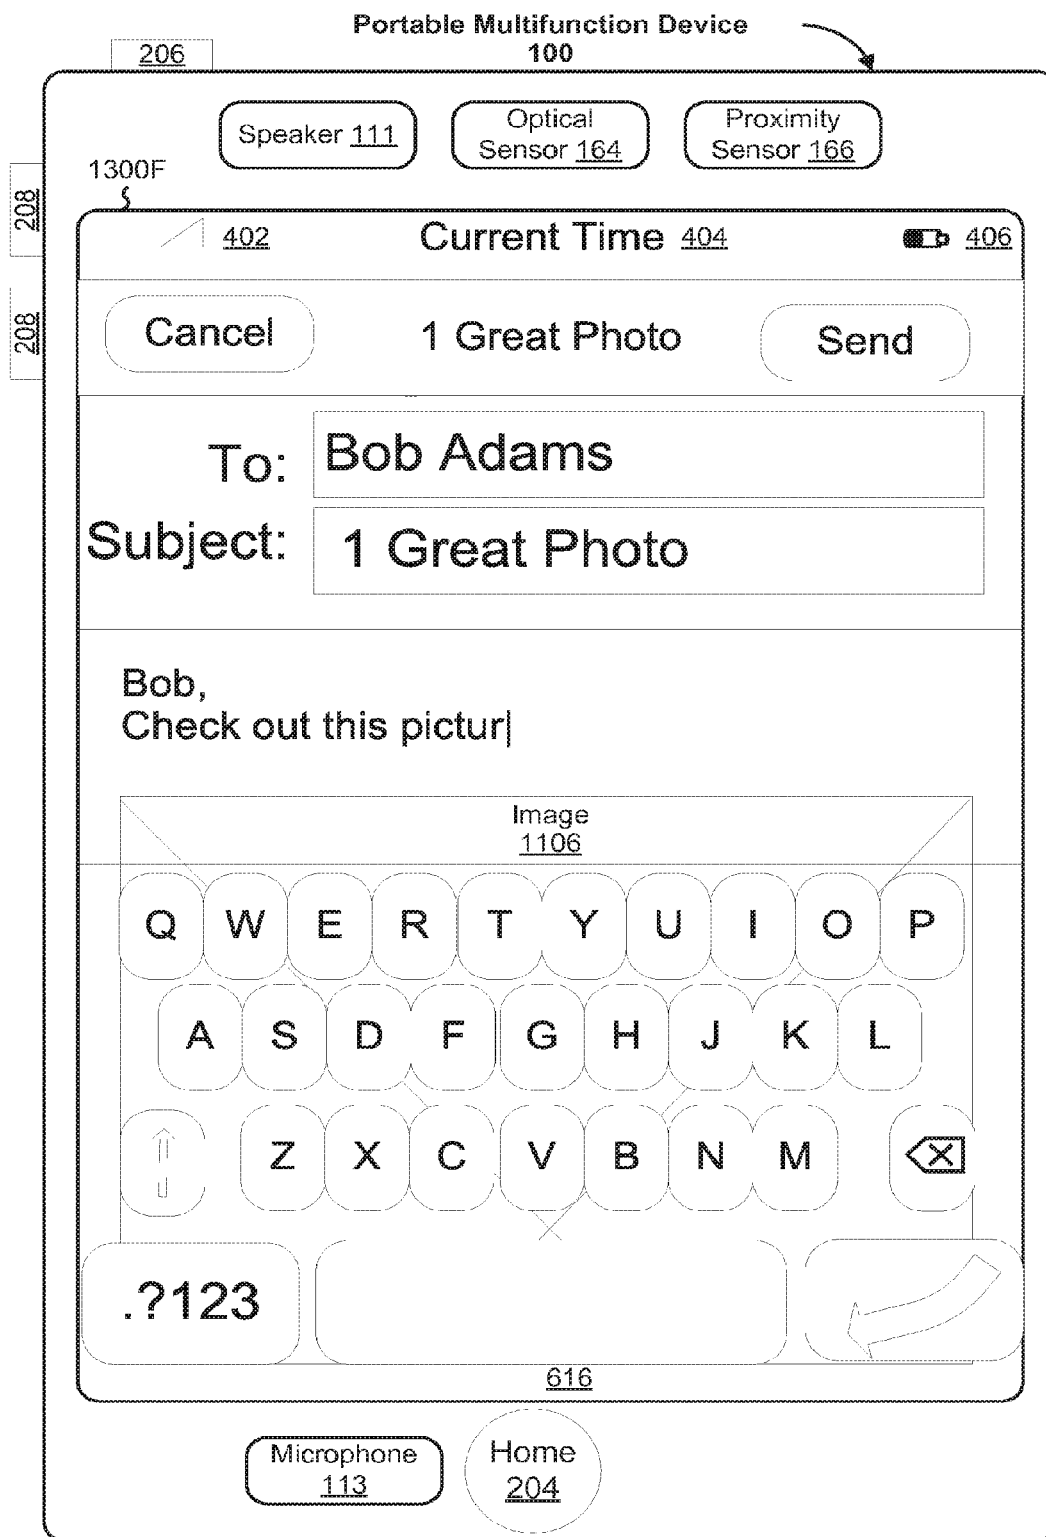 Portable Multifunction Device
100
206
Speaker 111
Optical
Sensor 164
Proximity
Sensor 166
1300F
208
208
402 Current Time 404 406
Cancel 1 Great Photo Send
To: Bob Adams
Subject: 1 Great Photo
Bob,
Check out this pictur
Image
1106
Q W E R T Y U I O P
A S D F G H J K L
Z X C V B N M
.?123
616
Microphone
113
Home
204